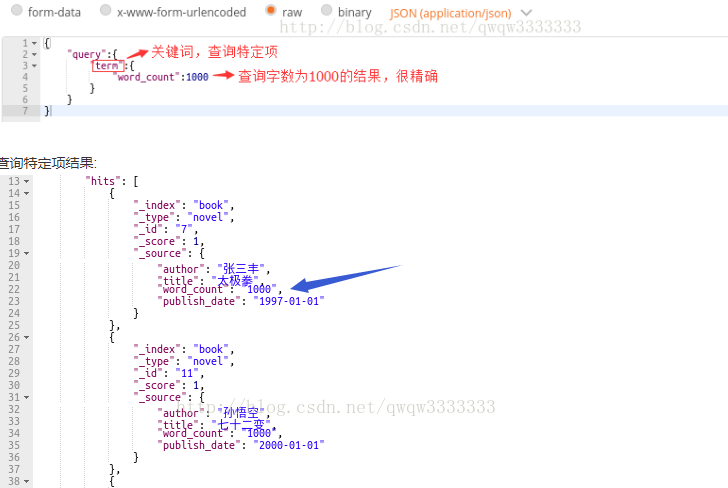 form-data x-www-form-urlencoded raw binary JSON (application/json)
http://blog.csdn.net/qwqw3333333
1 {
2 "query":{ 关键词，查询特定项
3 "term":{
4 "word_count":1000 查询字数为1000的结果，很精确
5 }
6 }
7 }
查询特定项结果:
13 "hits": [
14 {
15 "_index": "book",
16 "_type": "novel",
17 "_id": "7",
18 "_score": 1,
19 "_source": {
20 "author": "张三丰",
21 "title": "太极拳",
22 "word_count": "1000",
23 "publish_date": "1997-01-01"
24 }
25 },
26 {
27 "_index": "book",
28 "_type": "novel",
29 "_id": "11",
30 "_score": 1,
31 "_source": {
http://blog.csdn.net/qwqw3333333
32 "author": "孙悟空",
33 "title": "七十二变",
34 "word_count": "1000",
35 "publish_date": "2000-01-01"
36 }
37 },
38 {